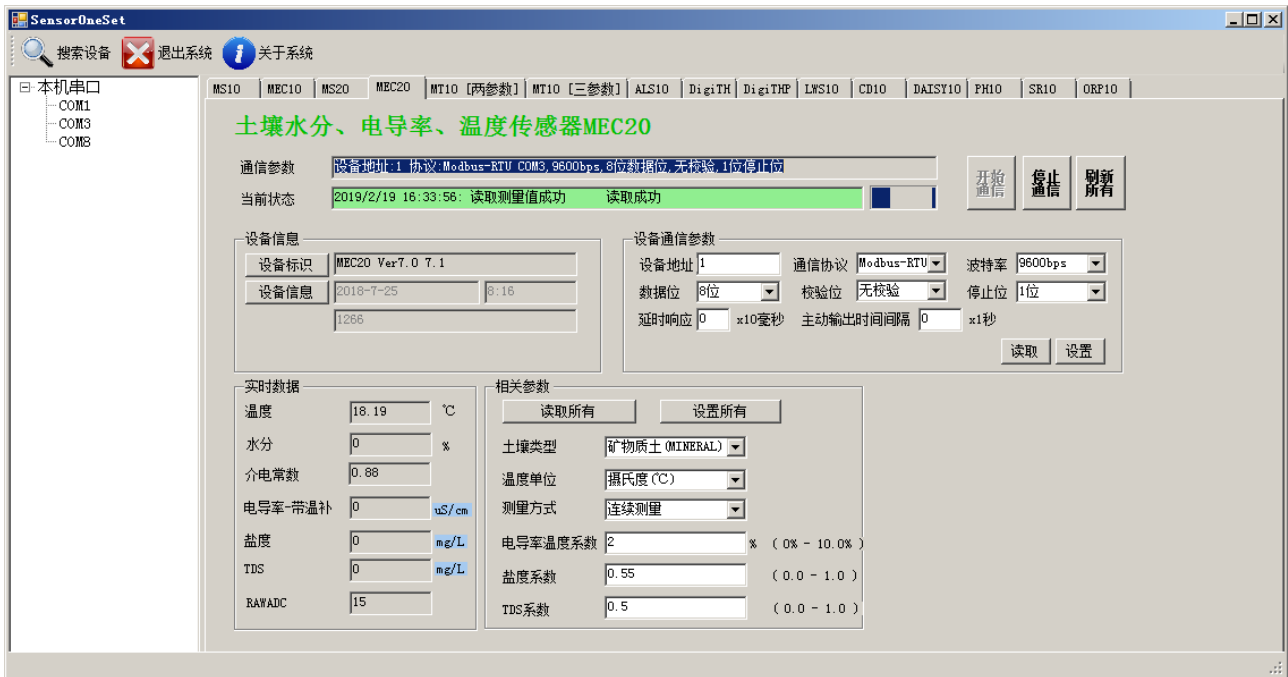 SensorOneSet
搜索设备 退出系统 关于系统
本机串口
COM1
COM3
COM8
MS10 MEC10 MS20 MEC20 MT10 [两参数] MT10 [三参数] ALS10 DigiTH DigiTHP LWS10 CD10 DAISY10 PH10 SR10 ORP10
土壤水分、电导率、温度传感器MEC20
通信参数 设备地址:1 协议:Modbus-RTU COM3,9600bps,8位数据位,无校验,1位停止位
当前状态 2019/2/19 16:33:56: 读取测量值成功 读取成功
开始通信 停止通信 刷新所有
设备信息
设备标识 MEC20 Ver7.0 7.1
设备信息 2018-7-25 8:16
1266
设备通信参数
设备地址 1 通信协议 Modbus-RTU 波特率 9600bps
数据位 8位 校验位 无校验 停止位 1位
延时响应 0 x10毫秒 主动输出时间间隔 0 x1秒
读取 设置
实时数据
温度 18.19 ℃
水分 0 %
介电常数 0.88
电导率-带温补 0 uS/cm
盐度 0 mg/L
TDS 0 mg/L
RAWADC 15
相关参数
读取所有 设置所有
土壤类型 矿物质土(MINERAL)
温度单位 摄氏度(℃)
测量方式 连续测量
电导率温度系数 2 % ( 0% - 10.0% )
盐度系数 0.55 ( 0.0 - 1.0 )
TDS系数 0.5 ( 0.0 - 1.0 )